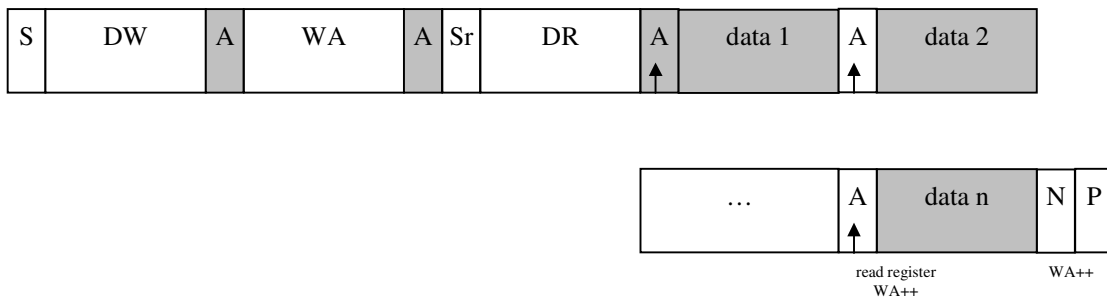 S DW A WA A Sr DR A data 1 A data 2
… A data n N P
read register WA++
WA++